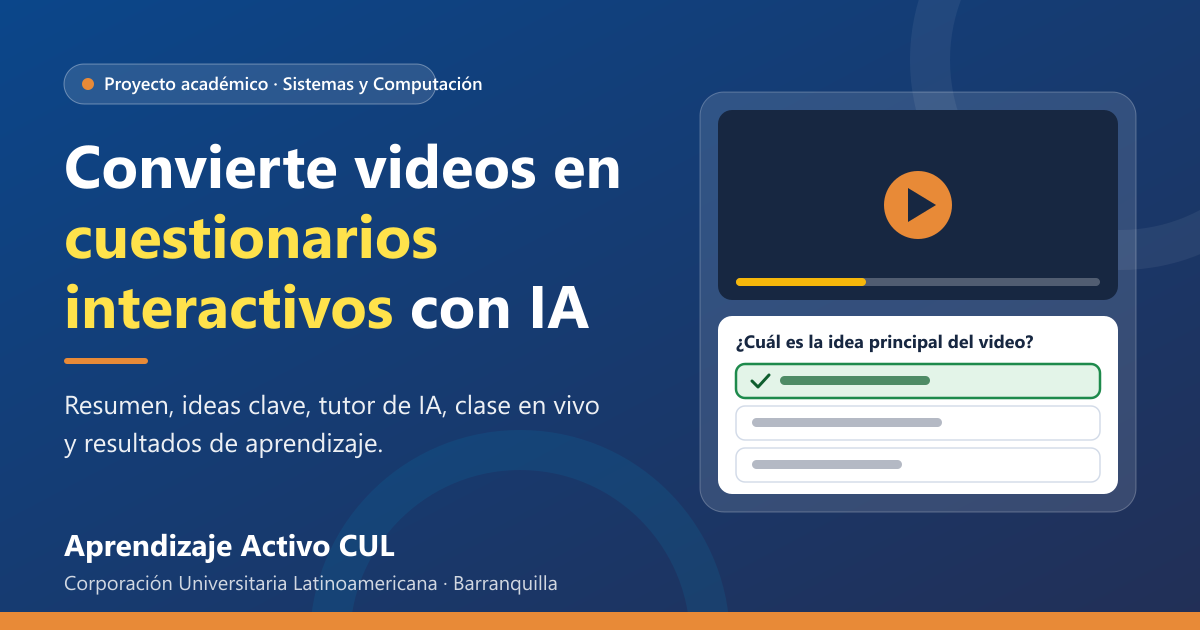 Proyecto académico · Sistemas y Computación
Convierte videos en
cuestionarios
interactivos con IA
Resumen, ideas clave, tutor de IA, clase en vivo
y resultados de aprendizaje.
Aprendizaje Activo CUL
Corporación Universitaria Latinoamericana · Barranquilla
¿Cuál es la idea principal del video?